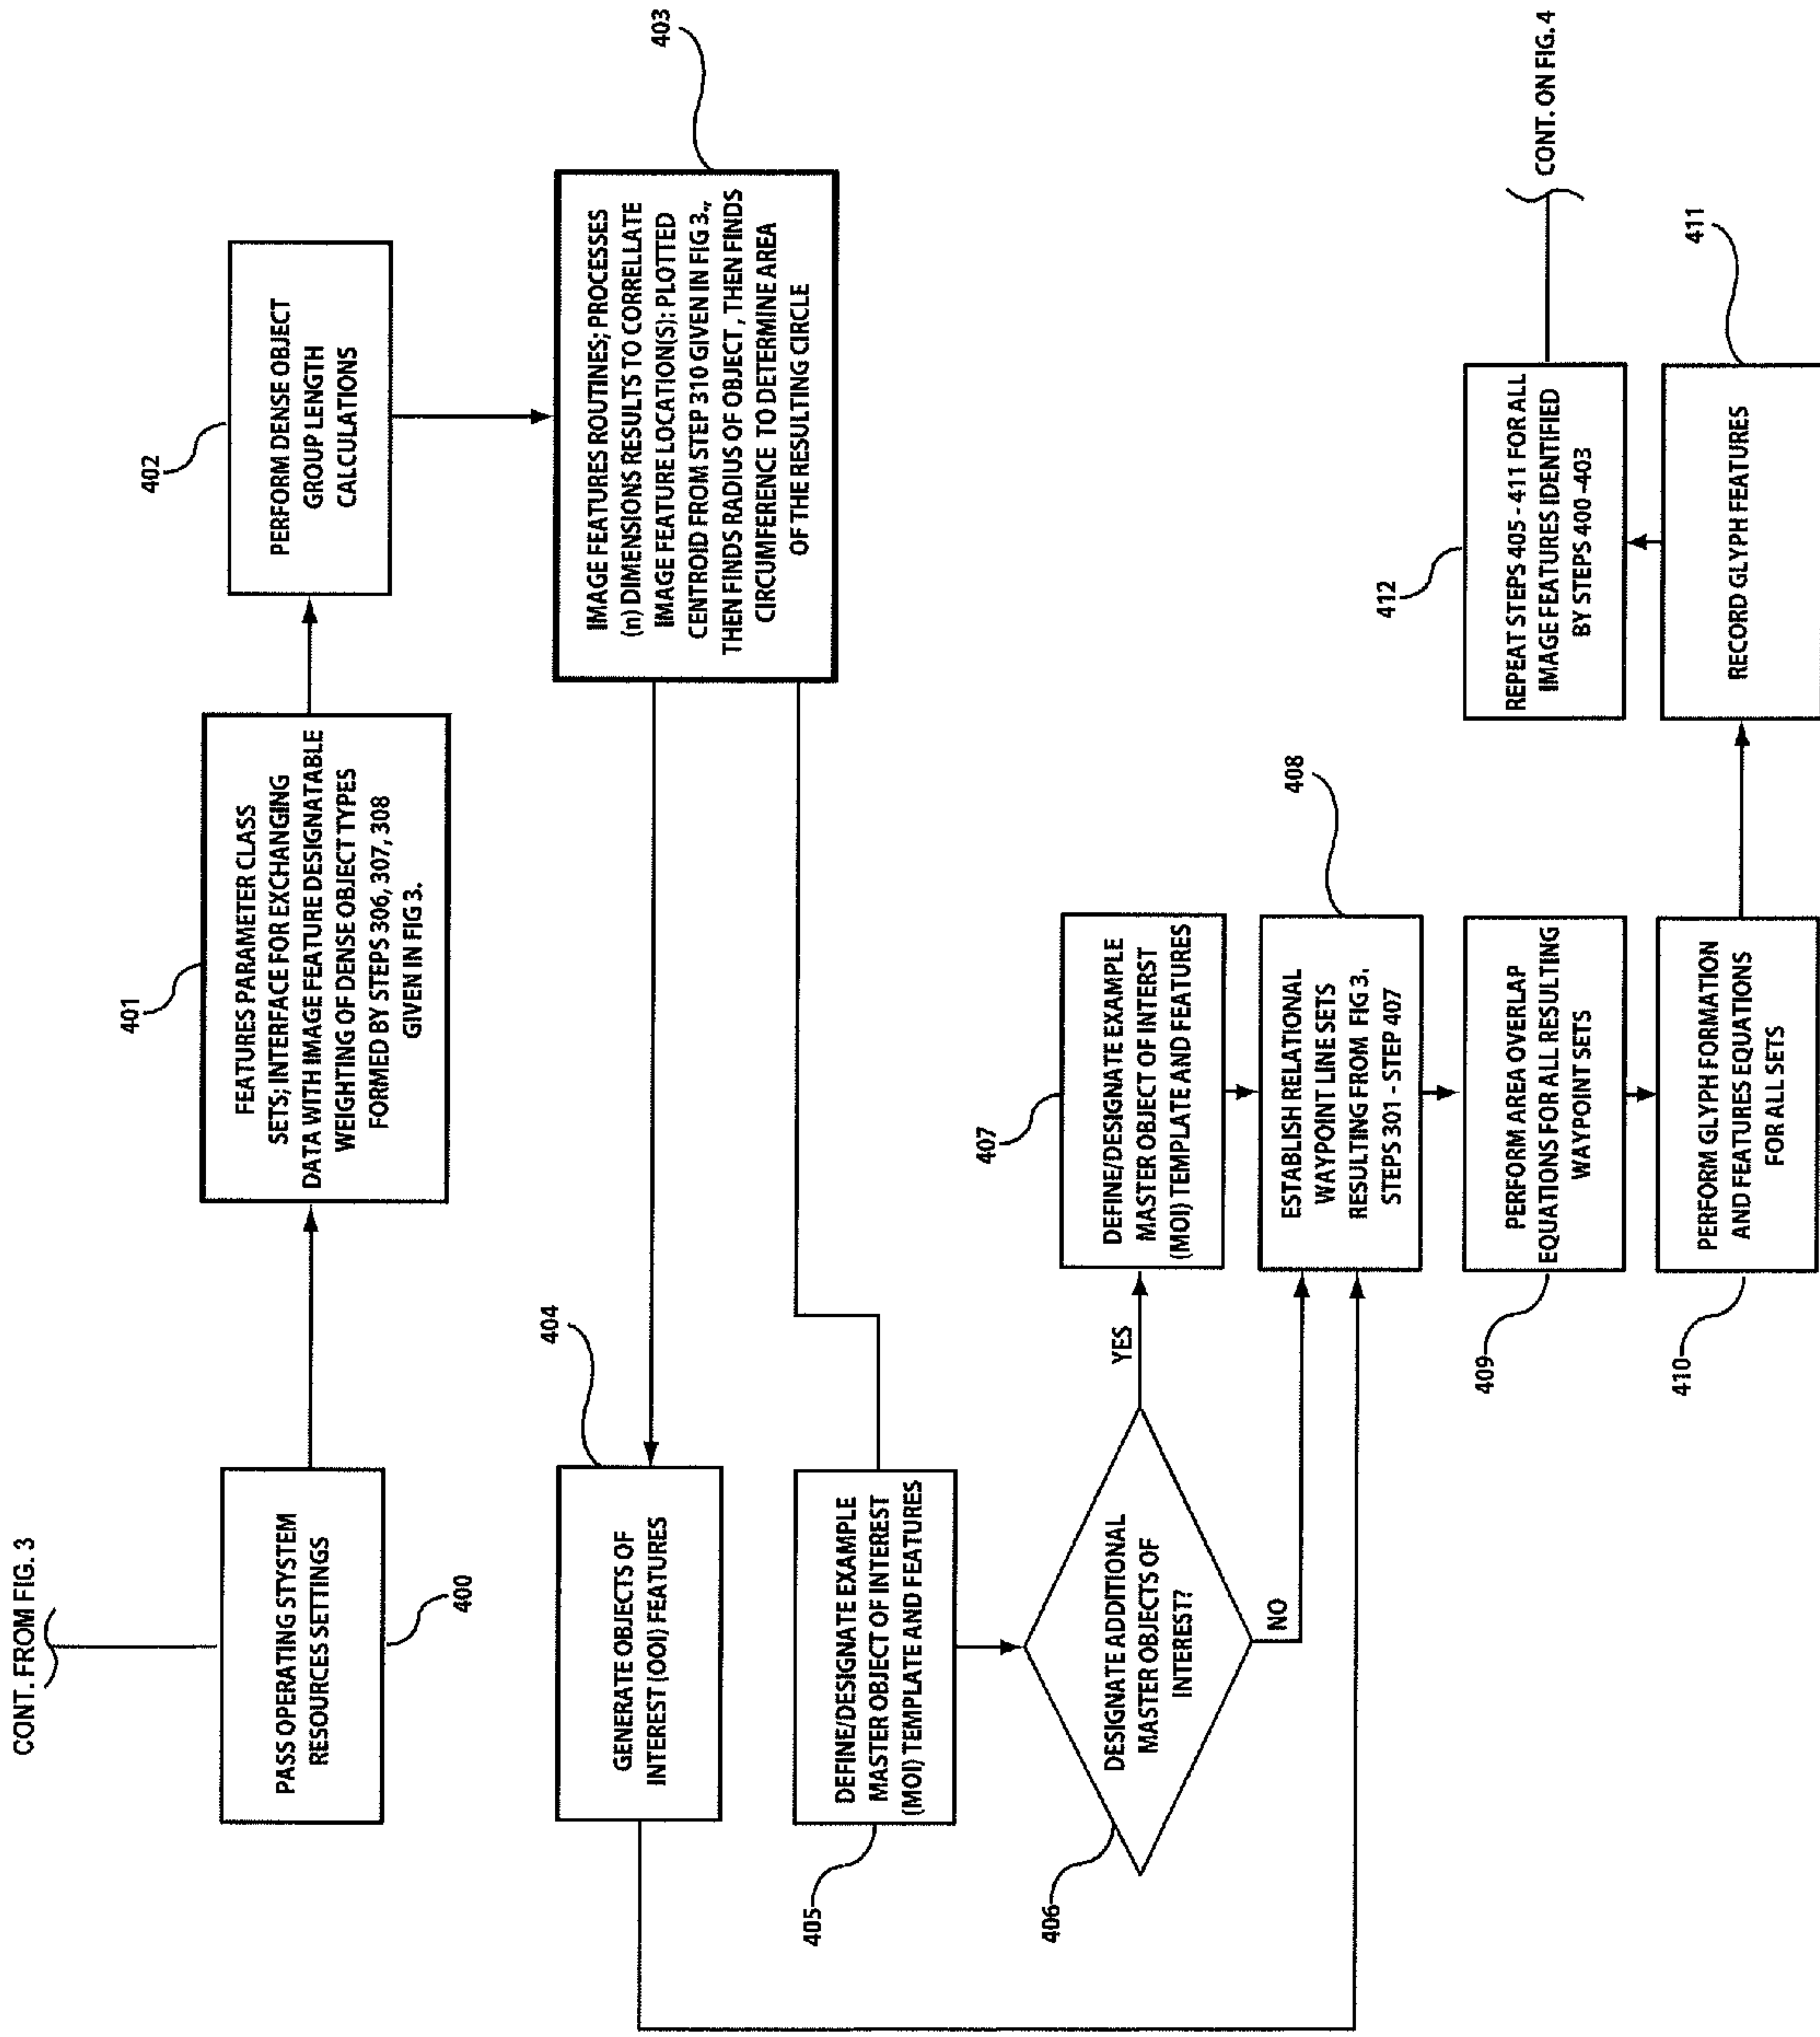 CONT. FROM FIG. 3
PASS OPERATING STYSTEM
RESOURCES SETTINGS
400
401
FEATURES PARAMETER CLASS
SETS; INTERFACE FOR EXCHANGING
DATA WITH IMAGE FEATURE DESIGNATABLE
WEIGHTING OF DENSE OBJECT TYPES
FORMED BY STEPS 306, 307, 308
GIVEN IN FIG 3.
402
PERFORM DENSE OBJECT
GROUP LENGTH
CALCULATIONS
403
IMAGE FEATURES ROUTINES; PROCESSES
(n) DIMENSIONS RESULTS TO CORRELATE
IMAGE FEATURE LOCATION(S): PLOTTED
CENTROID FROM STEP 310 GIVEN IN FIG 3.,
THEN FINDS RADIUS OF OBJECT, THEN FINDS
CIRCUMFERENCE TO DETERMINE AREA
OF THE RESULTING CIRCLE
404
GENERATE OBJECTS OF
INTEREST (OOI) FEATURES
405
DEFINE/DESIGNATE EXAMPLE
MASTER OBJECT OF INTEREST
(MOI) TEMPLATE AND FEATURES
406
DESIGNATE ADDITIONAL
MASTER OBJECTS OF
INTEREST?
YES
NO
407
DEFINE/DESIGNATE EXAMPLE
MASTER OBJECT OF INTERST
(MOI) TEMPLATE AND FEATURES
408
ESTABLISH RELATIONAL
WAYPOINT LINE SETS
RESULTING FROM FIG 3.
STEPS 301 - STEP 407
409
PERFORM AREA OVERLAP
EQUATIONS FOR ALL RESULTING
WAYPOINT SETS
410
PERFORM GLYPH FORMATION
AND FEATURES EQUATIONS
FOR ALL SETS
411
RECORD GLYPH FEATURES
412
REPEAT STEPS 405 - 411 FOR ALL
IMAGE FEATURES IDENTIFIED
BY STEPS 400 -403
CONT. ON FIG. 4